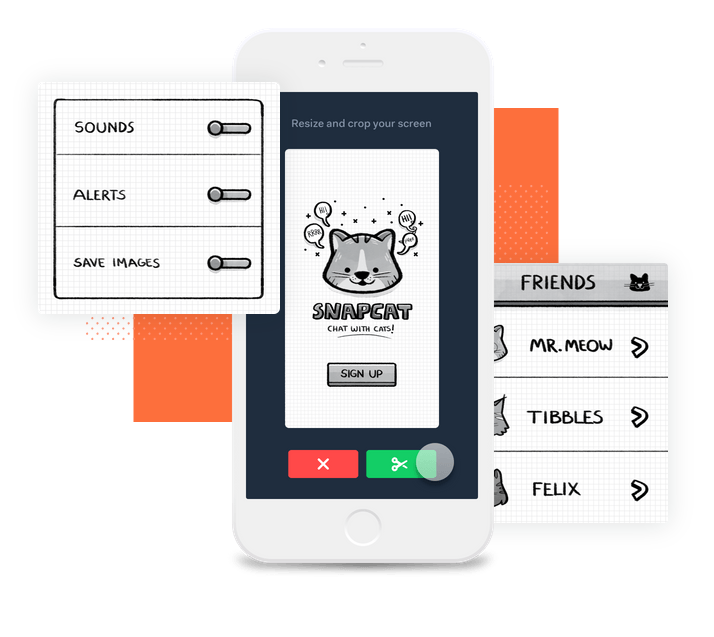 SOUNDS
ALERTS
SAVE IMAGES
Resize and crop your screen
HI!
HI!
RRRR
SNAPCAT
CHAT WITH CATS!
SIGN UP
FRIENDS
MR. MEOW
TIBBLES
FELIX